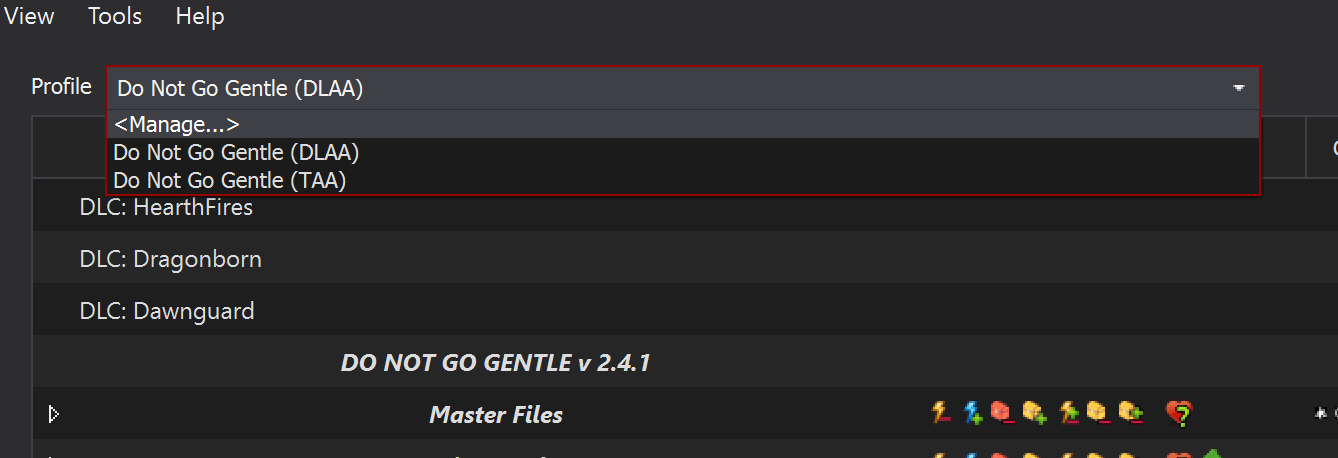 View Tools Help
Profile Do Not Go Gentle (DLAA)
<Manage...>
Do Not Go Gentle (DLAA)
Do Not Go Gentle (TAA)
DLC: HearthFires
DLC: Dragonborn
DLC: Dawnguard
DO NOT GO GENTLE v 2.4.1
Master Files